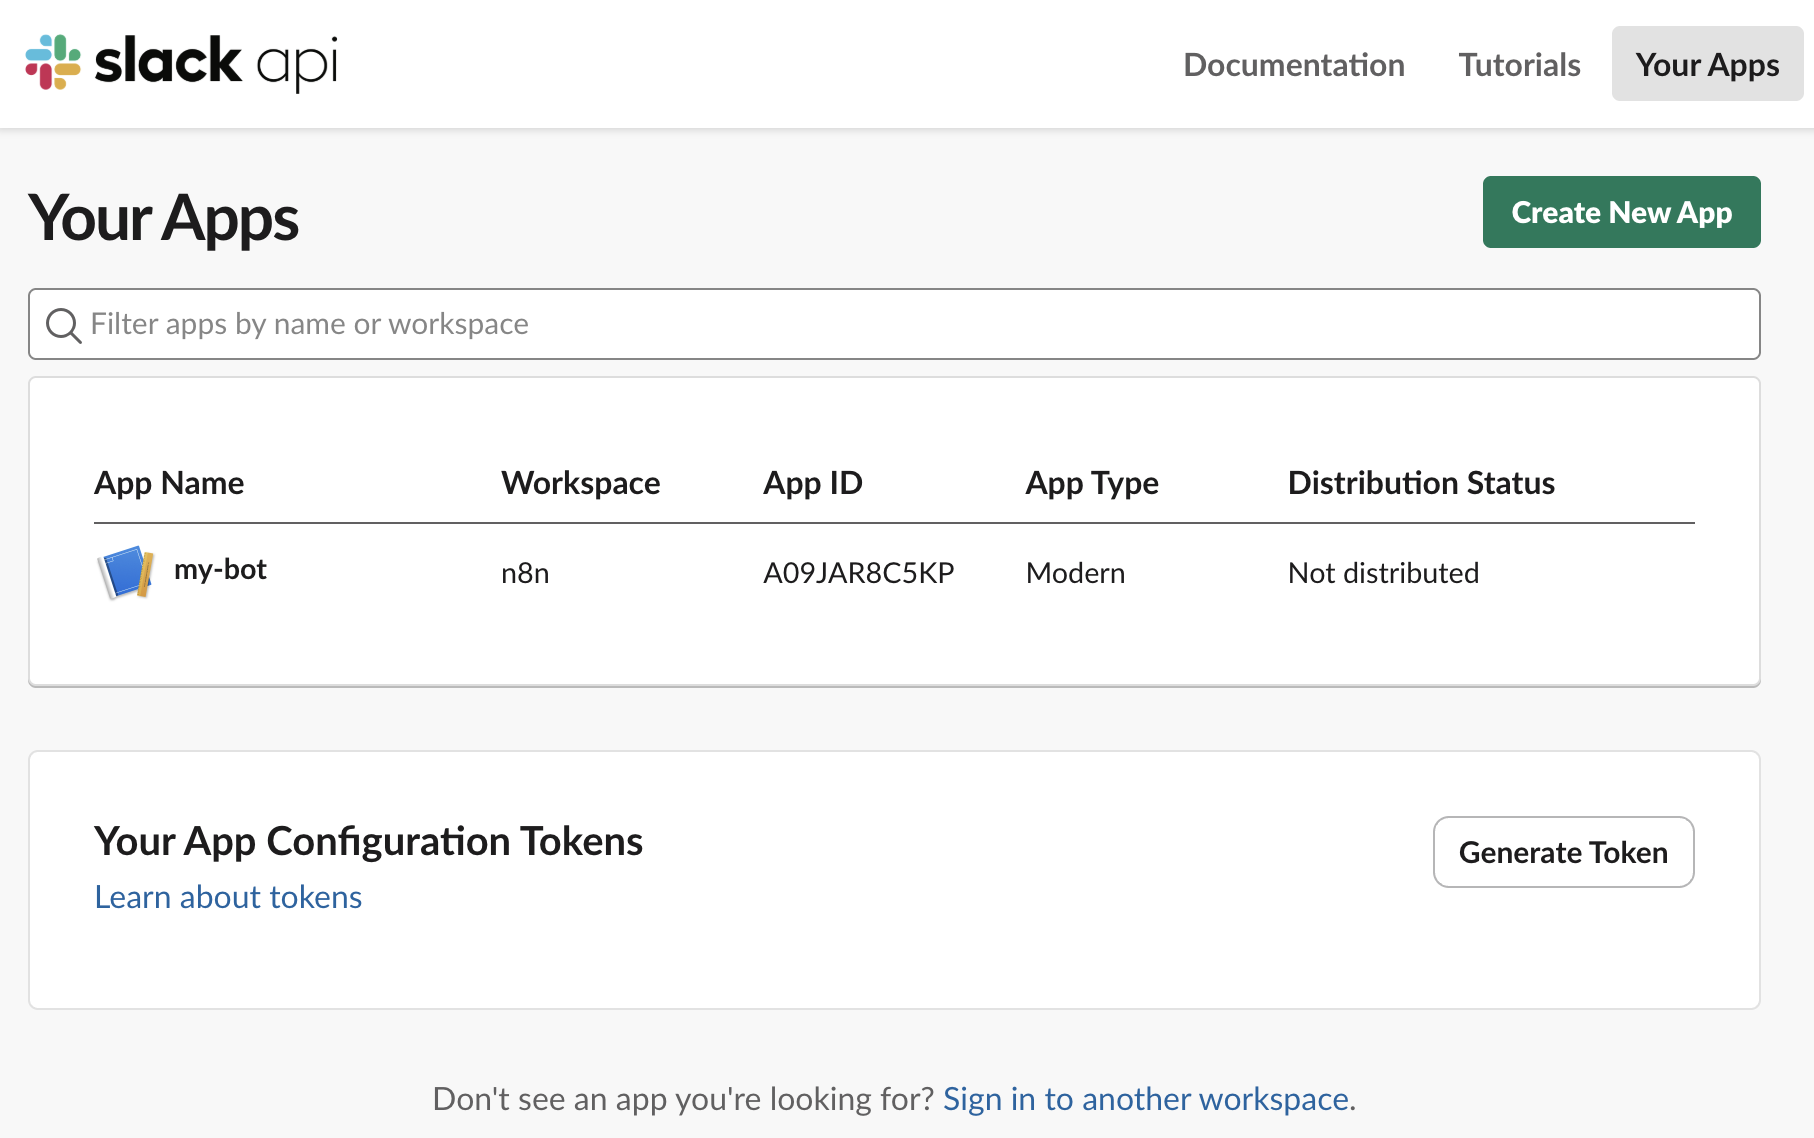 slack api
Documentation Tutorials Your Apps
Your Apps
Create New App
Filter apps by name or workspace
App Name Workspace App ID App Type Distribution Status
my-bot n8n A09JAR8C5KP Modern Not distributed
Your App Configuration Tokens
Generate Token
Learn about tokens
Don't see an app you're looking for? Sign in to another workspace.